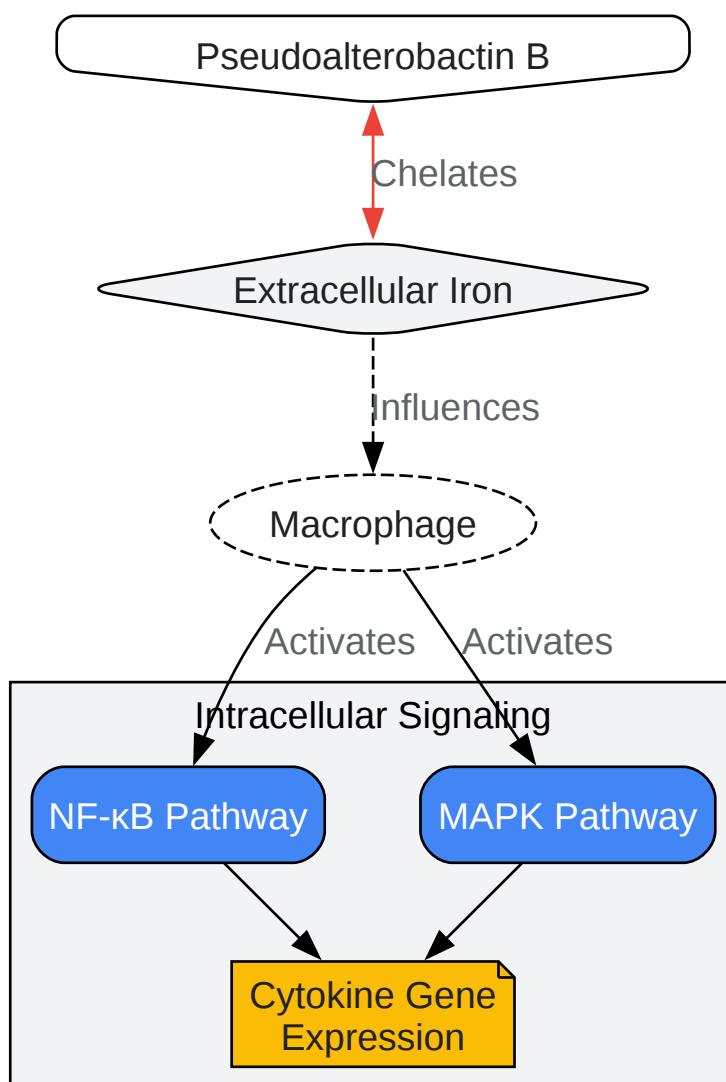 Pseudoalterobactin B
Chelates
Extracellular Iron
Influences
Macrophage
Activates
Activates
Intracellular Signaling
NF-κB Pathway
MAPK Pathway
Cytokine Gene
Expression